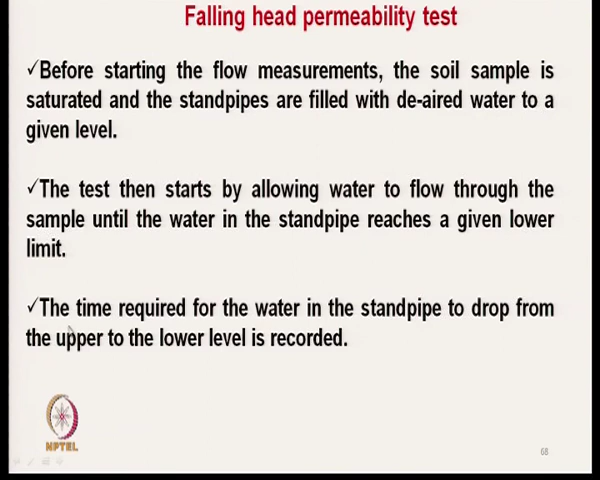 Falling head permeability test
✓Before starting the flow measurements, the soil sample is
saturated and the standpipes are filled with de-aired water to a
given level.
✓The test then starts by allowing water to flow through the
sample until the water in the standpipe reaches a given lower
limit.
✓The time required for the water in the standpipe to drop from
the upper to the lower level is recorded.
NPTEL
68